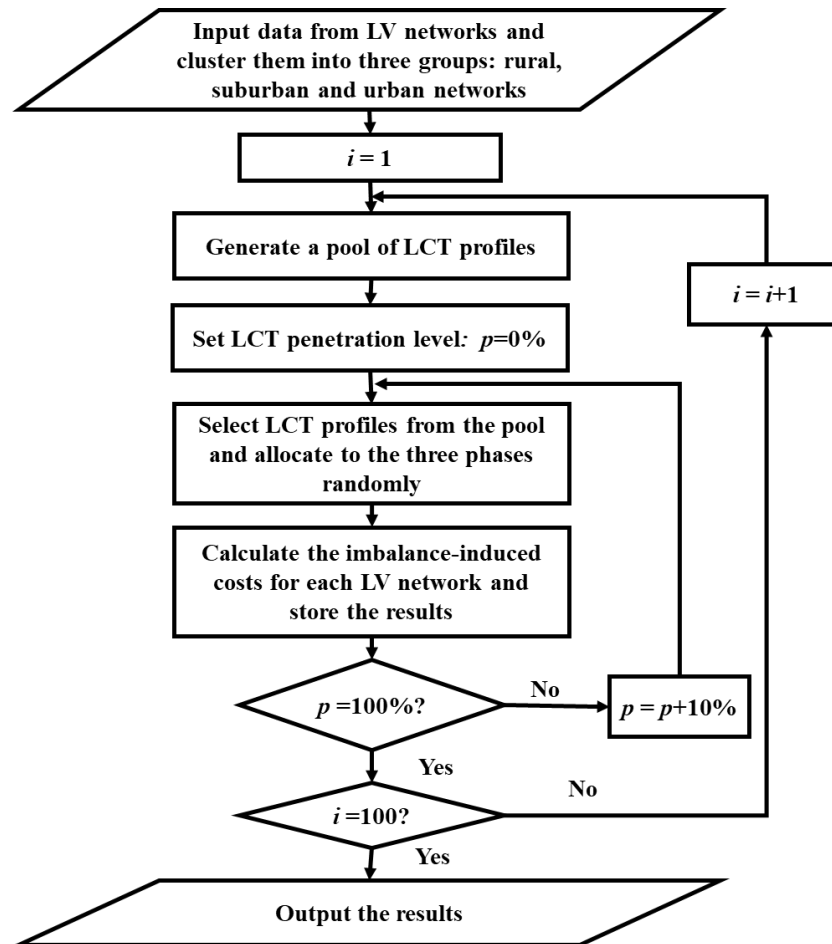 Input data from LV networks and
cluster them into three groups: rural,
suburban and urban networks
i = 1
Generate a pool of LCT profiles
i = i+1
Set LCT penetration level: p=0%
Select LCT profiles from the pool
and allocate to the three phases
randomly
Calculate the imbalance-induced
costs for each LV network and
store the results
p =100%?
No
p = p+10%
Yes
i =100?
No
Yes
Output the results